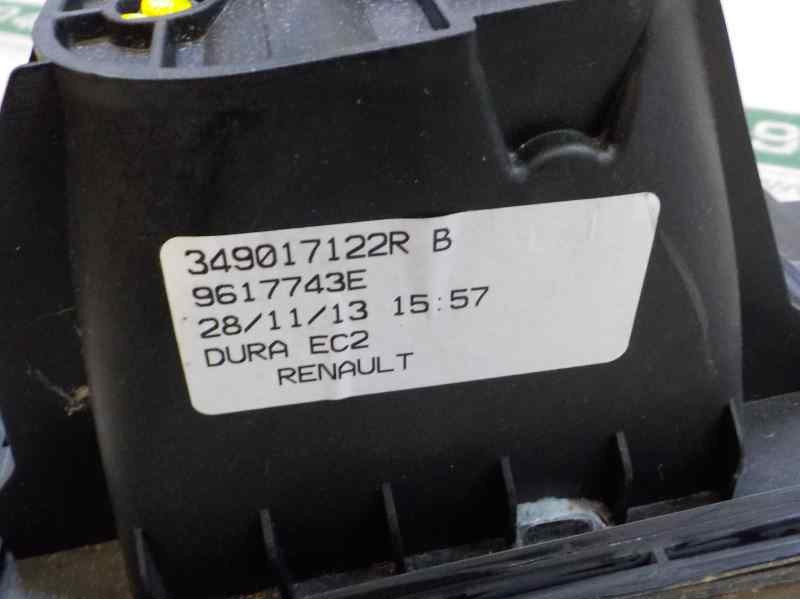 349017122R B
9617743E
28/11/13 15:57
DURA EC2
RENAULT